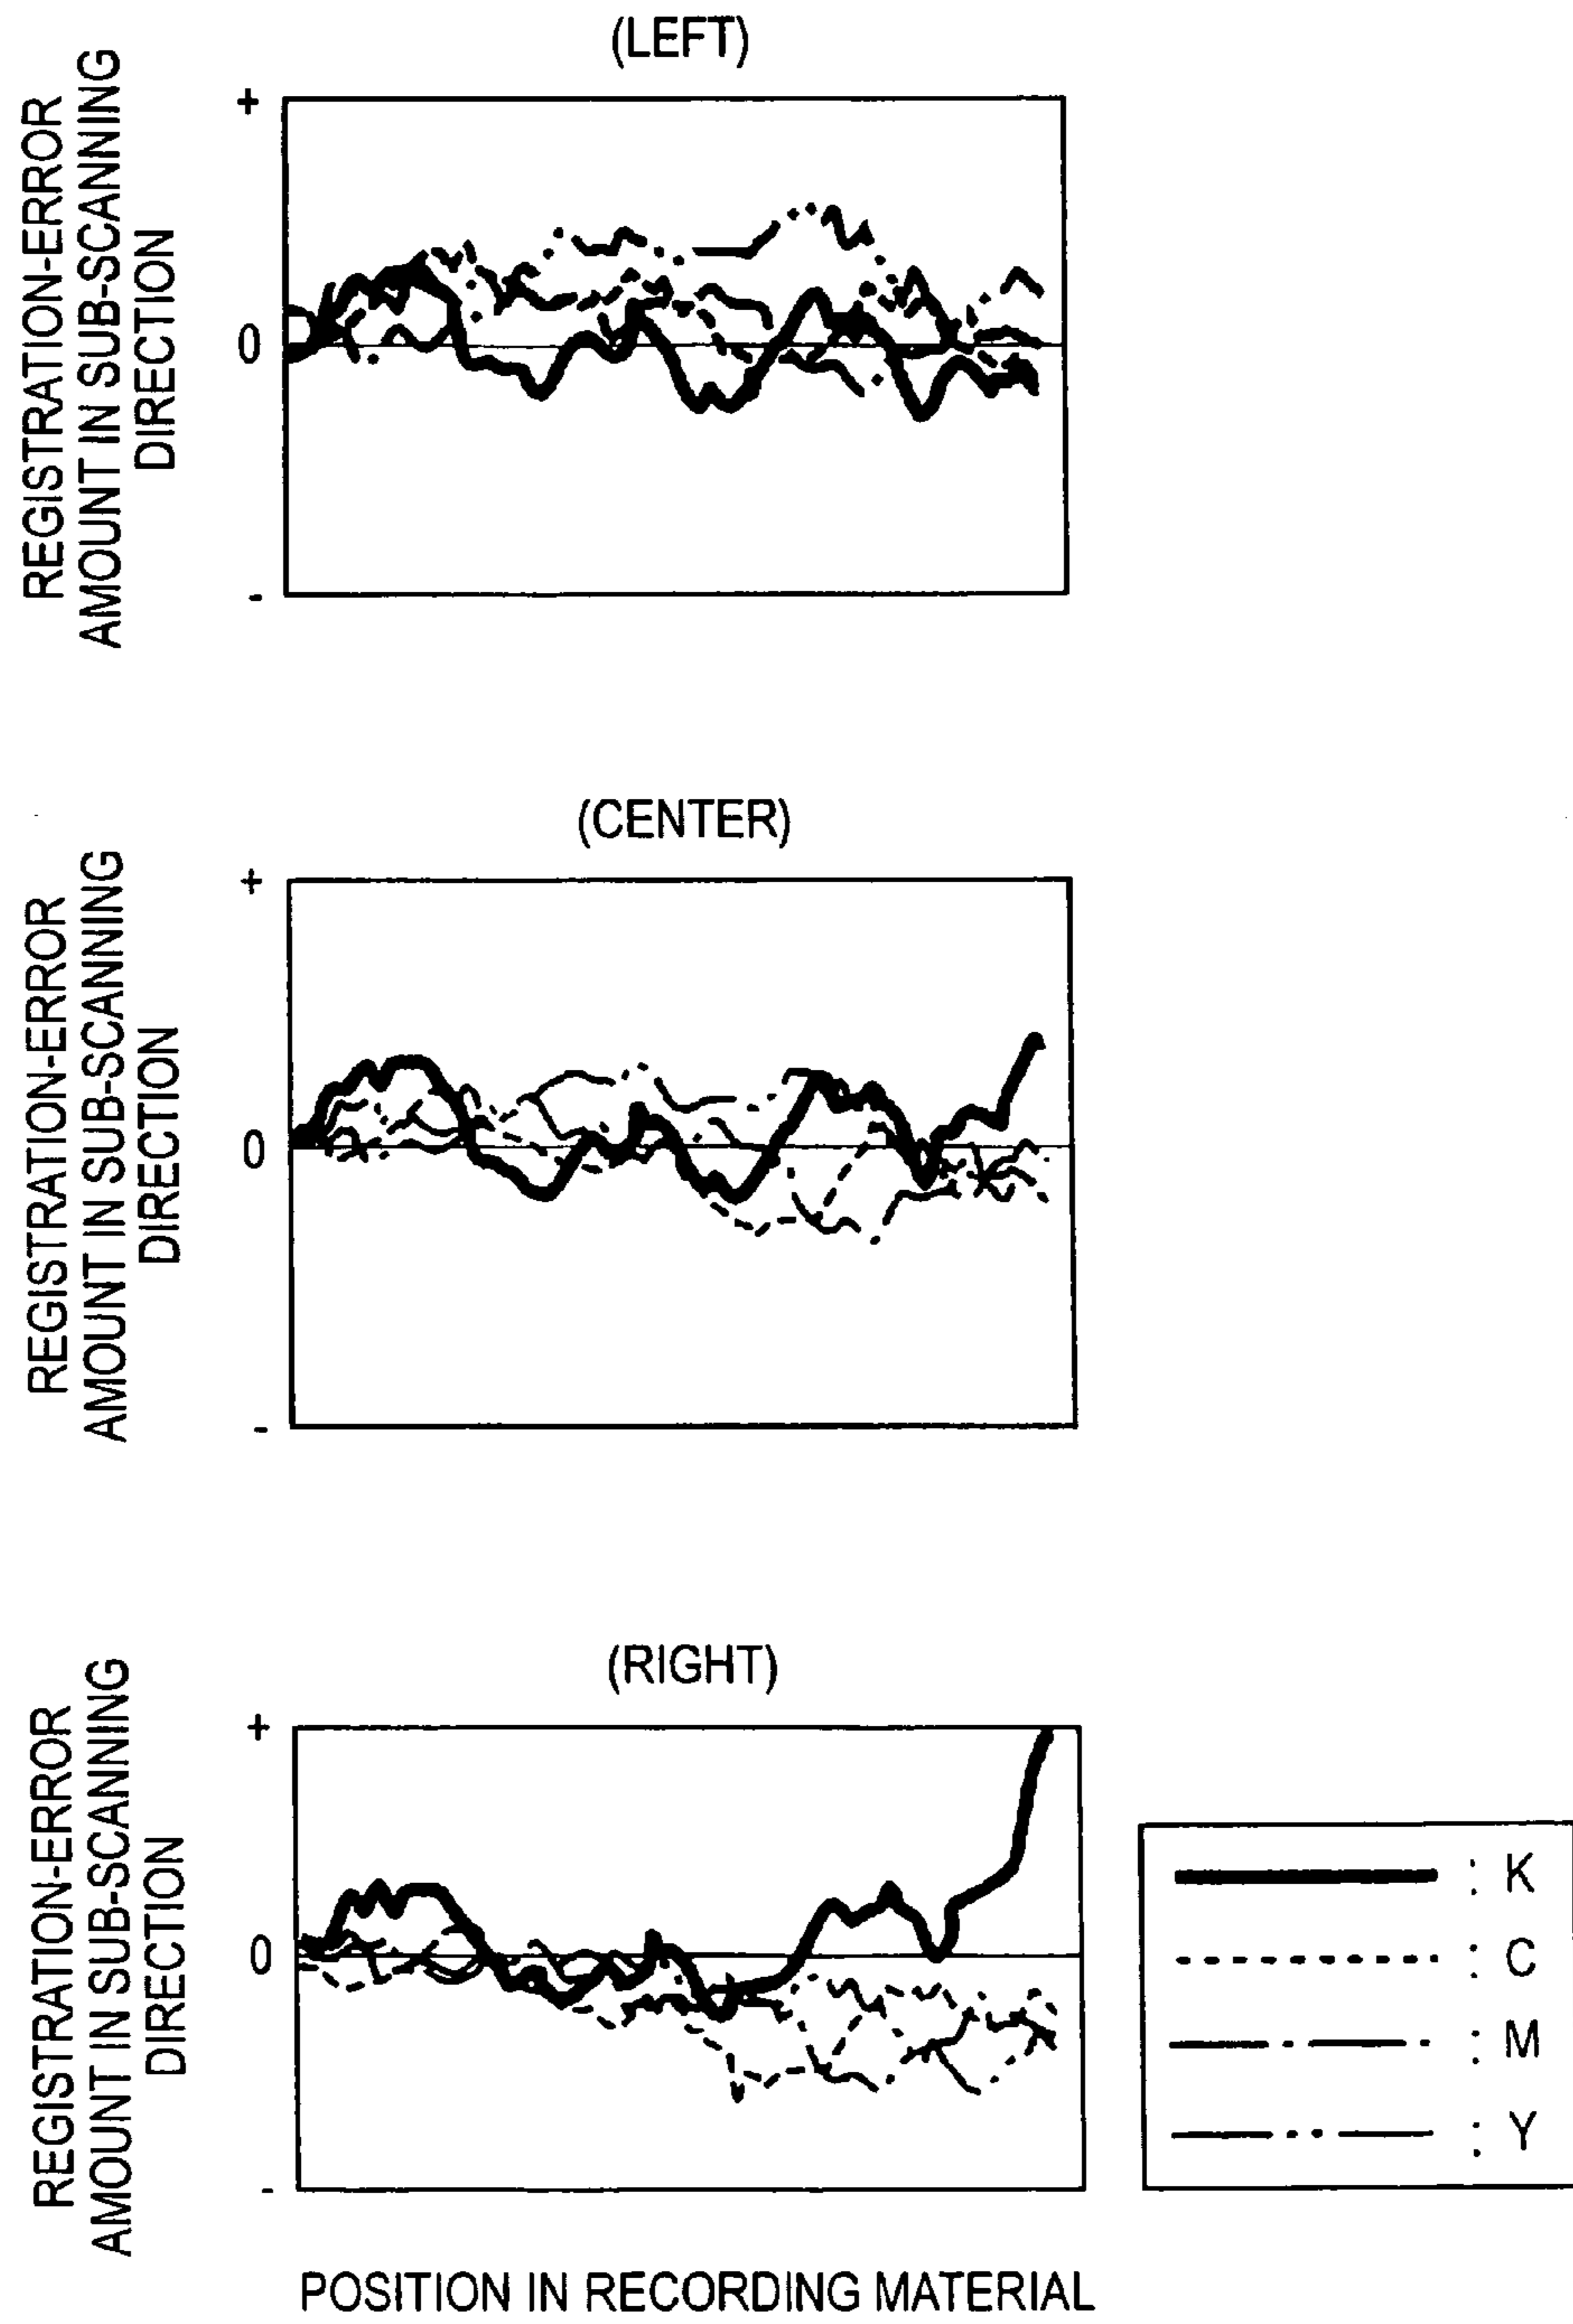 (LEFT)
REGISTRATION-ERROR
AMOUNT IN SUB-SCANNING
DIRECTION
+
0
-
(CENTER)
REGISTRATION-ERROR
AMOUNT IN SUB-SCANNING
DIRECTION
+
0
-
(RIGHT)
REGISTRATION-ERROR
AMOUNT IN SUB-SCANNING
DIRECTION
+
0
-
: K
: C
: M
: Y
POSITION IN RECORDING MATERIAL